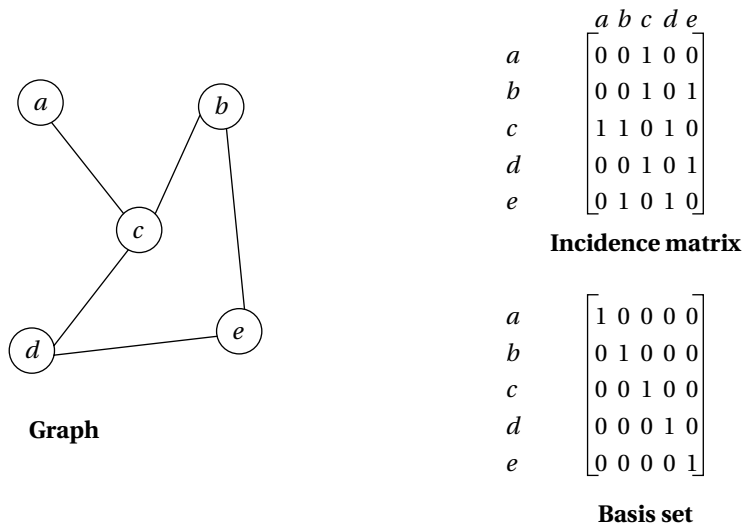 a
b
c
d
e
Graph
a b c d e
a 0 0 1 0 0
b 0 0 1 0 1
c 1 1 0 1 0
d 0 0 1 0 1
e 0 1 0 1 0
Incidence matrix
a 1 0 0 0 0
b 0 1 0 0 0
c 0 0 1 0 0
d 0 0 0 1 0
e 0 0 0 0 1
Basis set